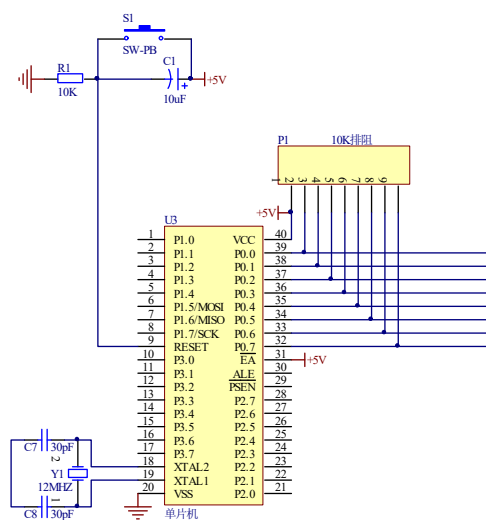 S1
SW-PB
R1
10K
C1
10uF
+5V
P1 10K排阻
1 2 3 4 5 6 7 8 9
+5V
U3
1 P1.0 VCC 40
2 P1.1 P0.0 39
3 P1.2 P0.1 38
4 P1.3 P0.2 37
5 P1.4 P0.3 36
6 P1.5/MOSI P0.4 35
7 P1.6/MISO P0.5 34
8 P1.7/SCK P0.6 33
9 RESET P0.7 32
10 P3.0 EA 31 +5V
11 P3.1 ALE 30
12 P3.2 PSEN 29
13 P3.3 P2.7 28
14 P3.4 P2.6 27
15 P3.5 P2.5 26
16 P3.6 P2.4 25
17 P3.7 P2.3 24
18 XTAL2 P2.2 23
19 XTAL1 P2.1 22
20 VSS P2.0 21
单片机
C7 30pF
2
Y1
12MHZ
1
C8 30pF